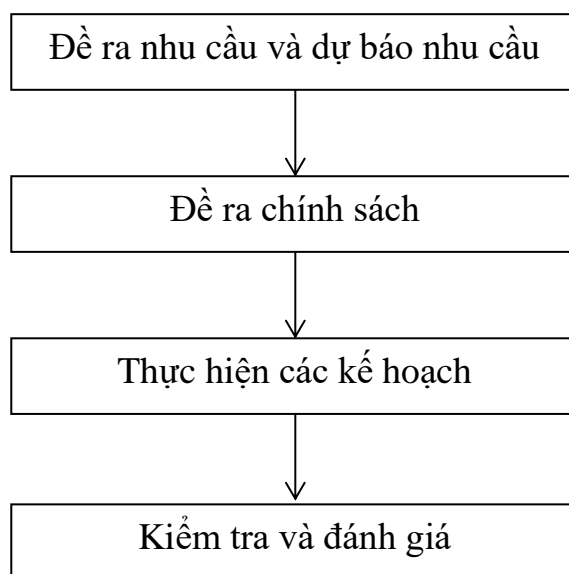 Đề ra nhu cầu và dự báo nhu cầu
Đề ra chính sách
Thực hiện các kế hoạch
Kiểm tra và đánh giá